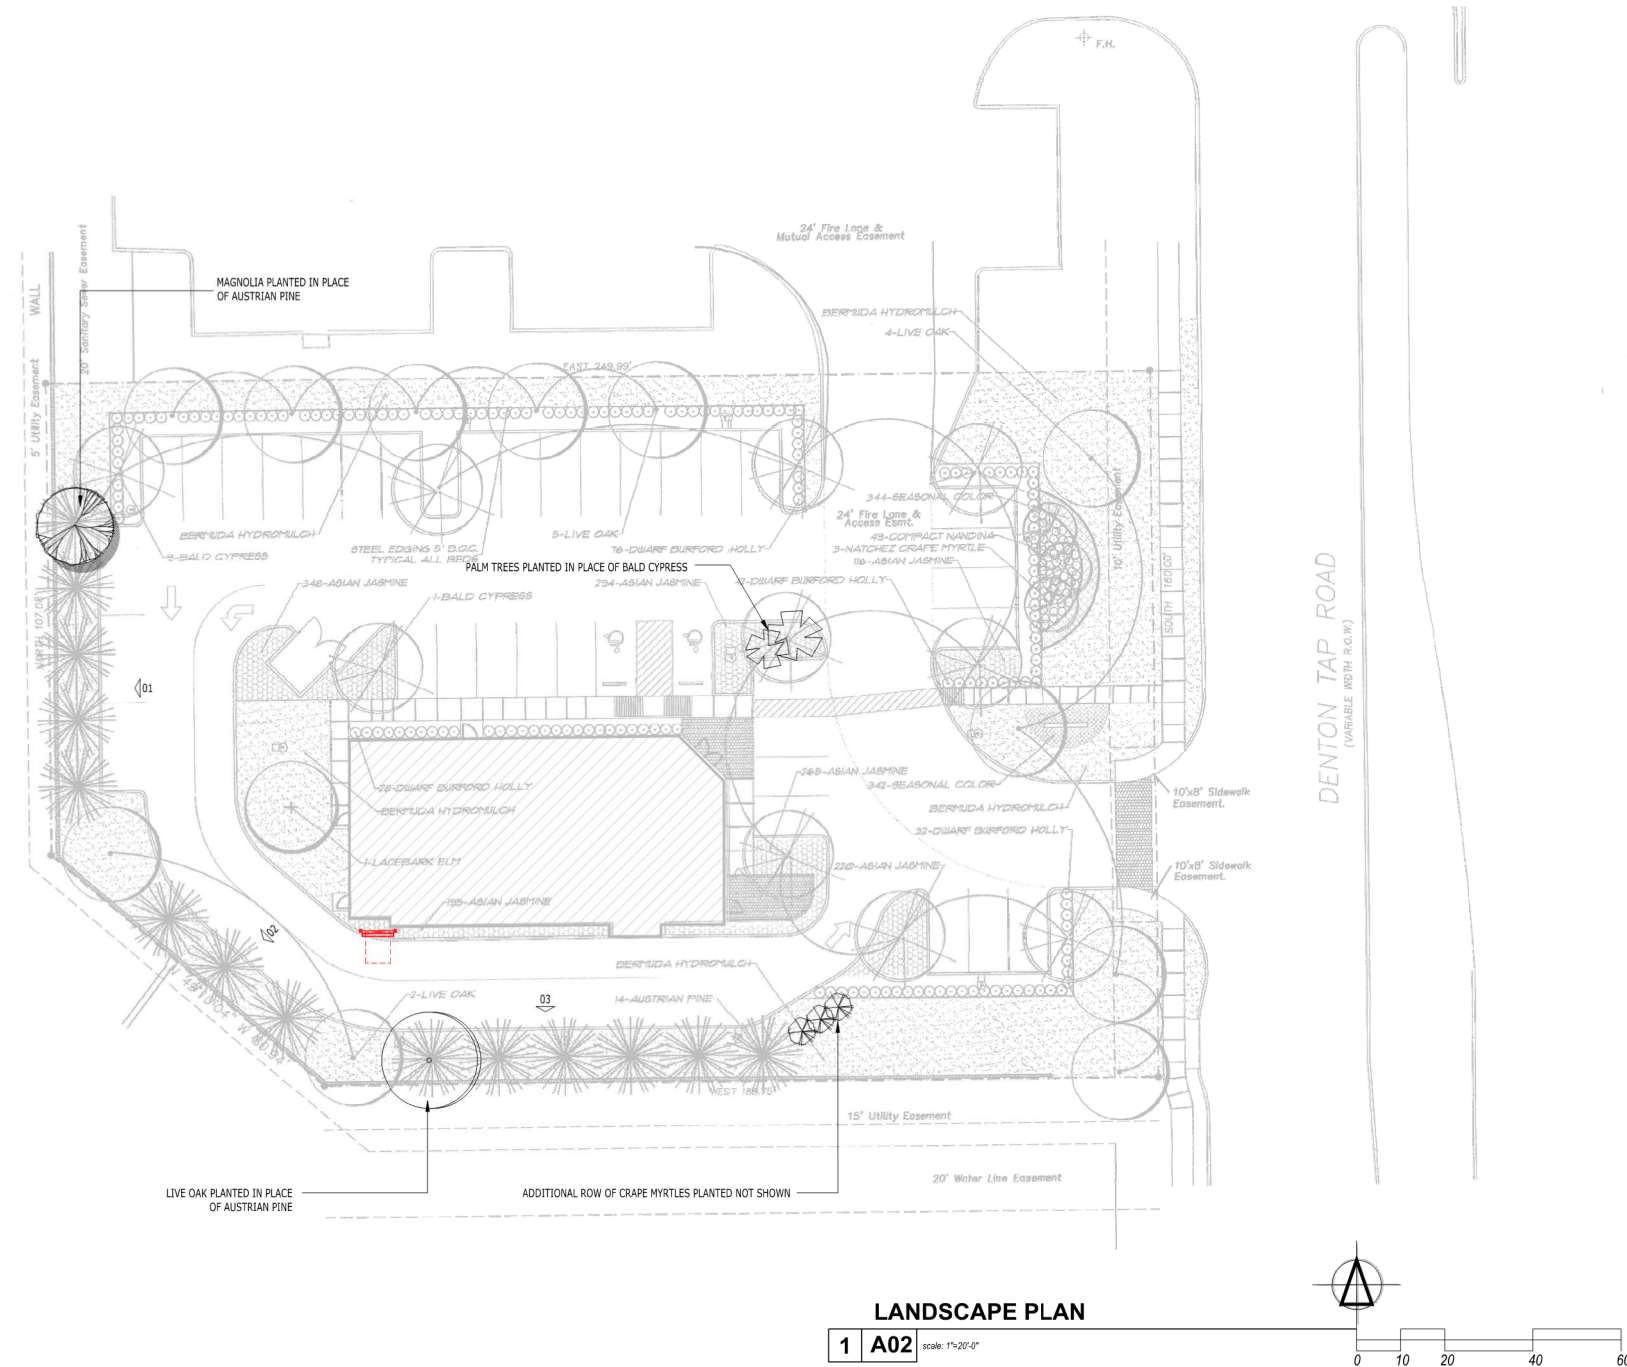 F.H.
24' Fire Lane &
Mutual Access Easement
20' Sanitary Sewer Easement
WALL
5' Utility Easement
MAGNOLIA PLANTED IN PLACE
OF AUSTRIAN PINE
BERMUDA HYDROMULCH
4-LIVE OAK
EAST 249.99'
344-SEASONAL COLOR
24' Fire Lane &
Access Esmt.
49-COMPACT NANDINA
3-NATCHEZ CRAPE MYRTLE
116-ASIAN JASMINE
10' Utility Easement
SOUTH 160.00'
BERMUDA HYDROMULCH
9-BALD CYPRESS
STEEL EDGING 5' B.O.C.
TYPICAL ALL BEDS
5-LIVE OAK
76-DWARF BURFORD HOLLY
PALM TREES PLANTED IN PLACE OF BALD CYPRESS
348-ASIAN JASMINE
1-BALD CYPRESS
294-ASIAN JASMINE
DWARF BURFORD HOLLY
NORTH 107.08'
01
DENTON TAP ROAD
(VARIABLE WIDTH R.O.W.)
28-DWARF BURFORD HOLLY
BERMUDA HYDROMULCH
1-LACEBARK ELM
195-ASIAN JASMINE
265-ASIAN JASMINE
342-SEASONAL COLOR
BERMUDA HYDROMULCH
32-DWARF BURFORD HOLLY
220-ASIAN JASMINE
10'x8' Sidewalk
Easement.
10'x8' Sidewalk
Easement.
02
BERMUDA HYDROMULCH
2-LIVE OAK
03
14-AUSTRIAN PINE
15' Utility Easement
20' Water Line Easement
LIVE OAK PLANTED IN PLACE
OF AUSTRIAN PINE
ADDITIONAL ROW OF CRAPE MYRTLES PLANTED NOT SHOWN
LANDSCAPE PLAN
1 A02 scale: 1"=20'-0"
0 10 20 40